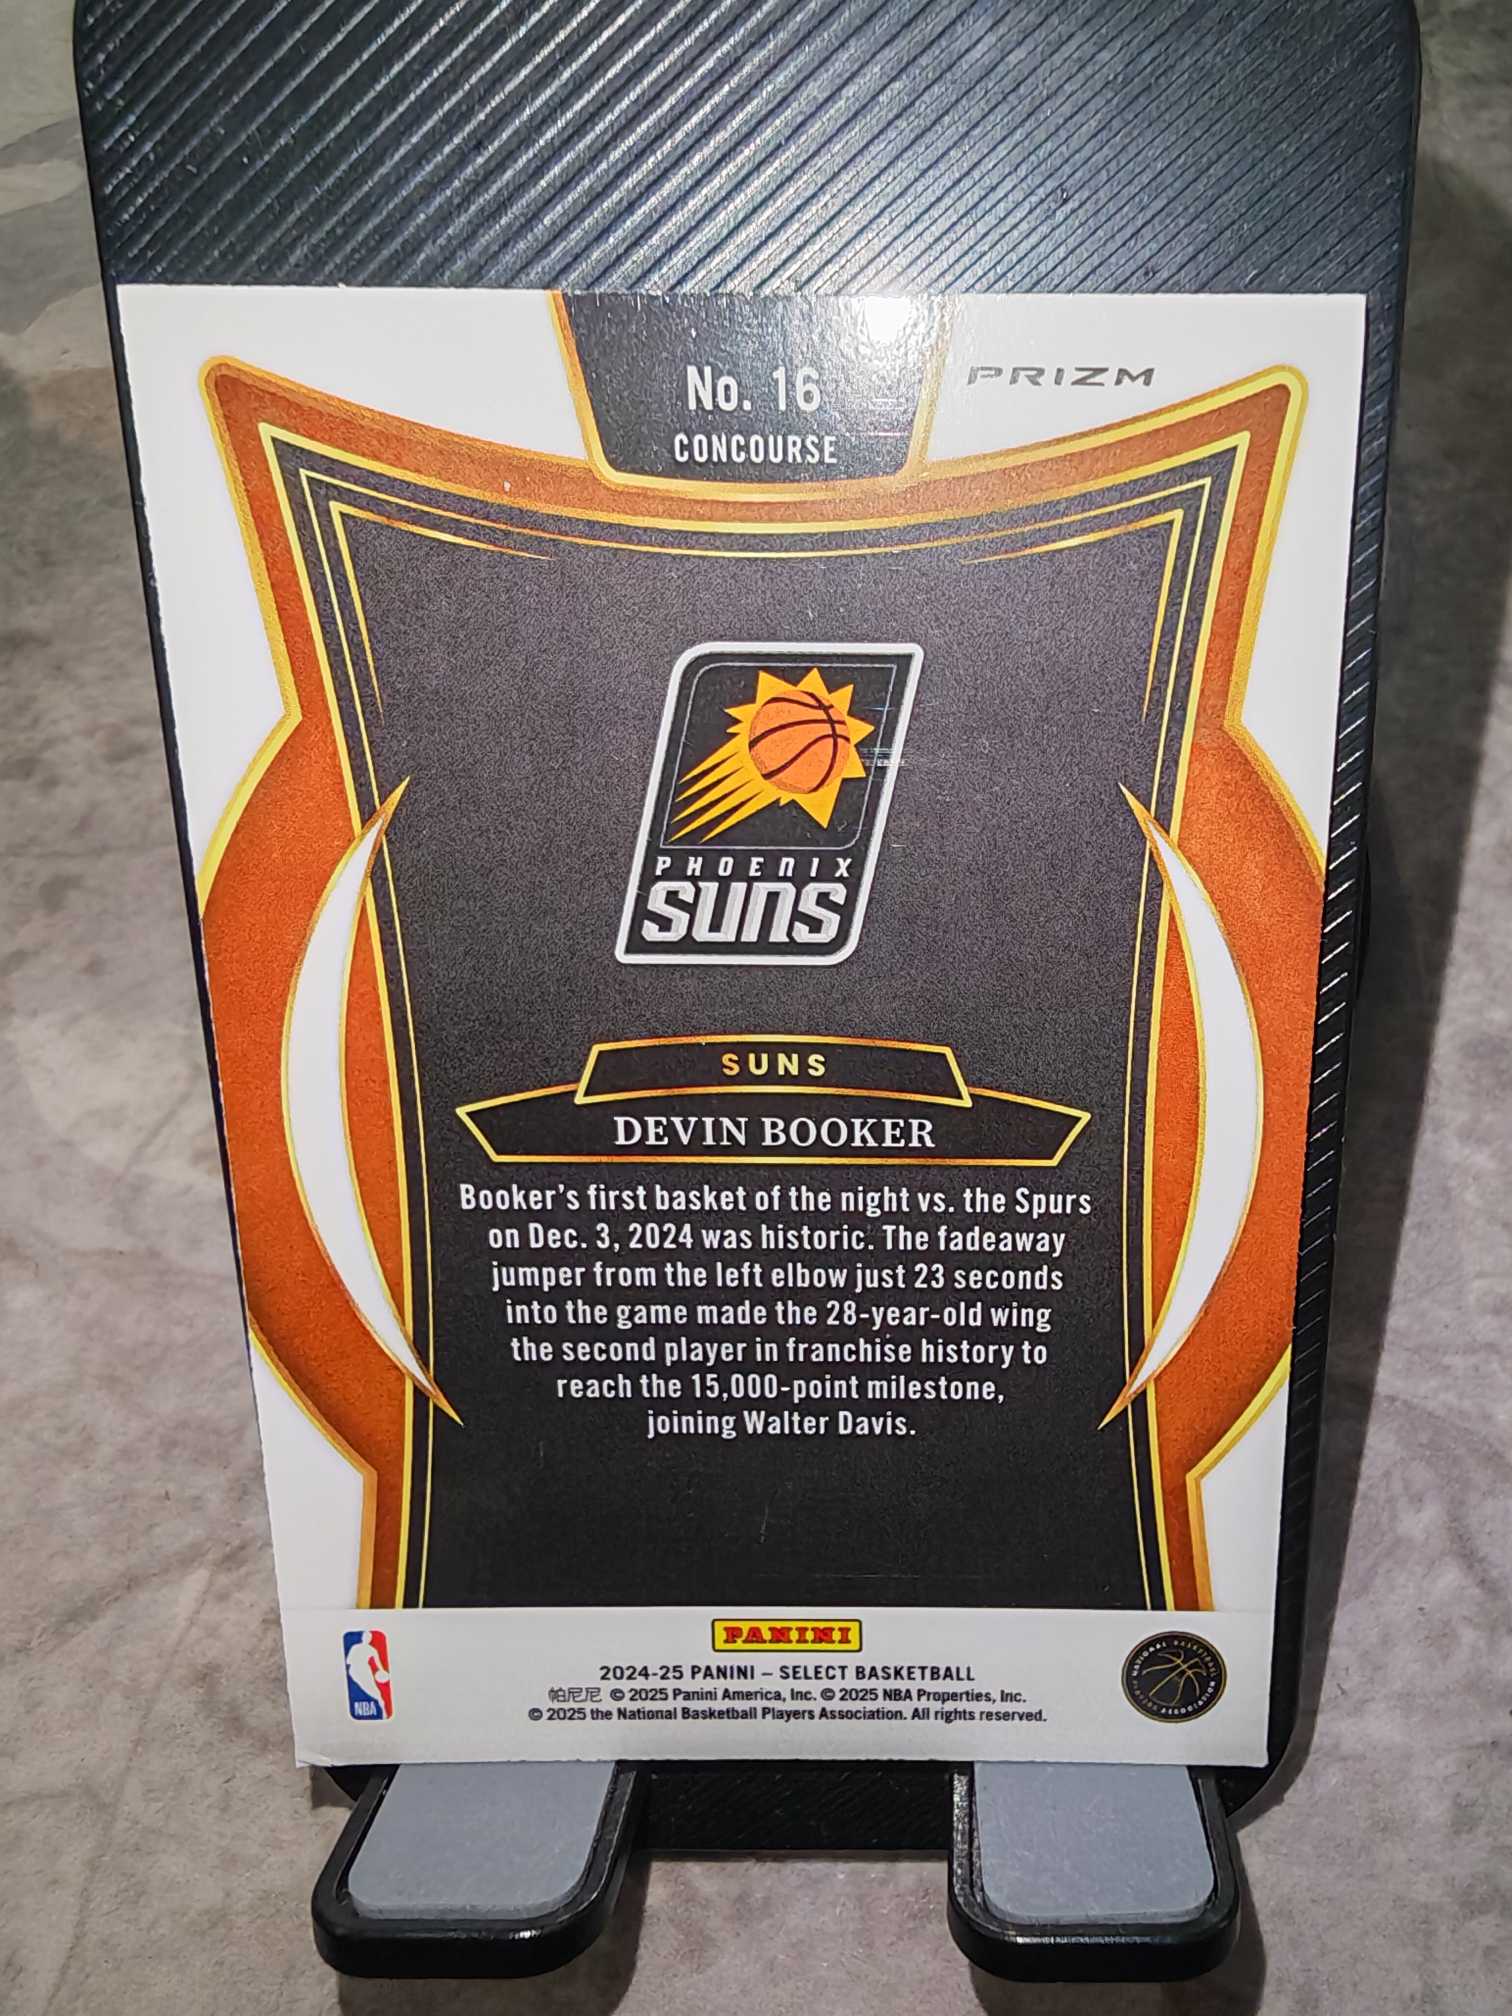 No. 16
CONCOURSE
PRIZM
PHOENIX
SUNS
SUNS
DEVIN BOOKER
Booker's first basket of the night vs. the Spurs
on Dec. 3, 2024 was historic. The fadeaway
jumper from the left elbow just 23 seconds
into the game made the 28-year-old wing
the second player in franchise history to
reach the 15,000-point milestone,
joining Walter Davis.
PANINI
2024-25 PANINI – SELECT BASKETBALL
帕尼尼 © 2025 Panini America, Inc. © 2025 NBA Properties, Inc.
© 2025 the National Basketball Players Association. All rights reserved.
NBA
NATIONAL BASKETBALL
PLAYERS ASSOCIATION